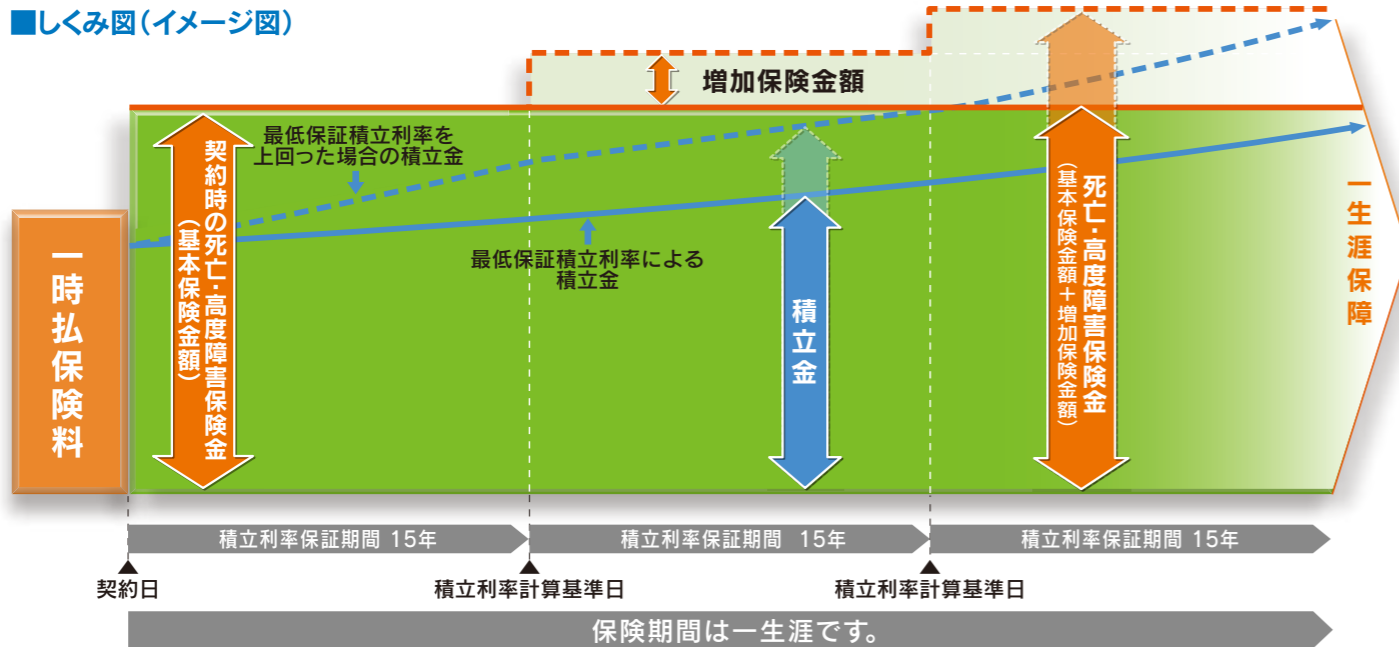 ■しくみ図（イメージ図）
増加保険金額
最低保証積立利率を
上回った場合の積立金
契約時の死亡・高度障害保険金
（基本保険金額）
最低保証積立利率による
積立金
一時払保険料
積立金
死亡・高度障害保険金
（基本保険金額＋増加保険金額）
一生涯保障
積立利率保証期間 15年
積立利率保証期間 15年
積立利率保証期間 15年
契約日
積立利率計算基準日
積立利率計算基準日
保険期間は一生涯です。